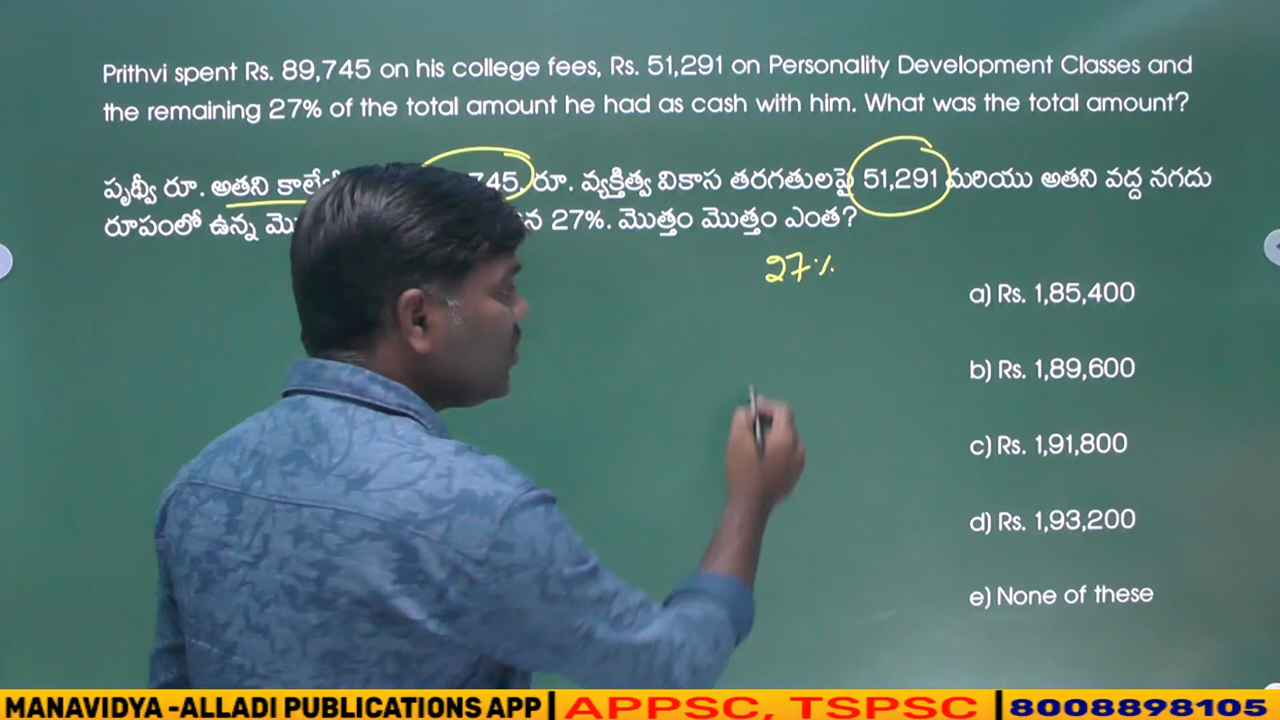 Prithvi spent Rs. 89,745 on his college fees, Rs. 51,291 on Personality Development Classes and
the remaining 27% of the total amount he had as cash with him. What was the total amount?
పృథ్వీ రూ. అతని 745, రూ. వ్యక్తిత్వ వికాస తరగతులపై 51,291 మరియు అతని వద్ద నగదు
రూపంలో ఉన్న 27%. మొత్తం మొత్తం ఎంత?
27%
a) Rs. 1,85,400
b) Rs. 1,89,600
c) Rs. 1,91,800
d) Rs. 1,93,200
e) None of these
MANAVIDYA -ALLADI PUBLICATIONS APP | APPSC, TSPSC | 8008898105